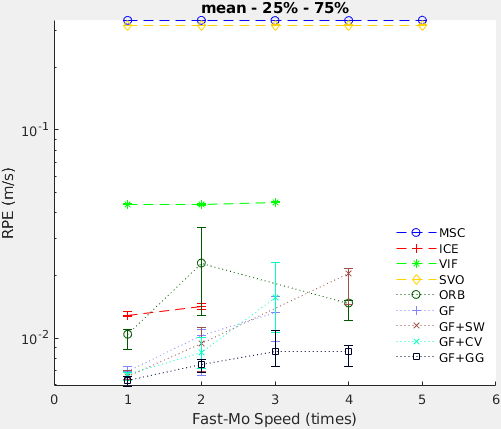 mean - 25% - 75%
RPE (m/s)
10-1
10-2
MSC
ICE
VIF
SVO
ORB
GF
GF+SW
GF+CV
GF+GG
0 1 2 3 4 5 6
Fast-Mo Speed (times)